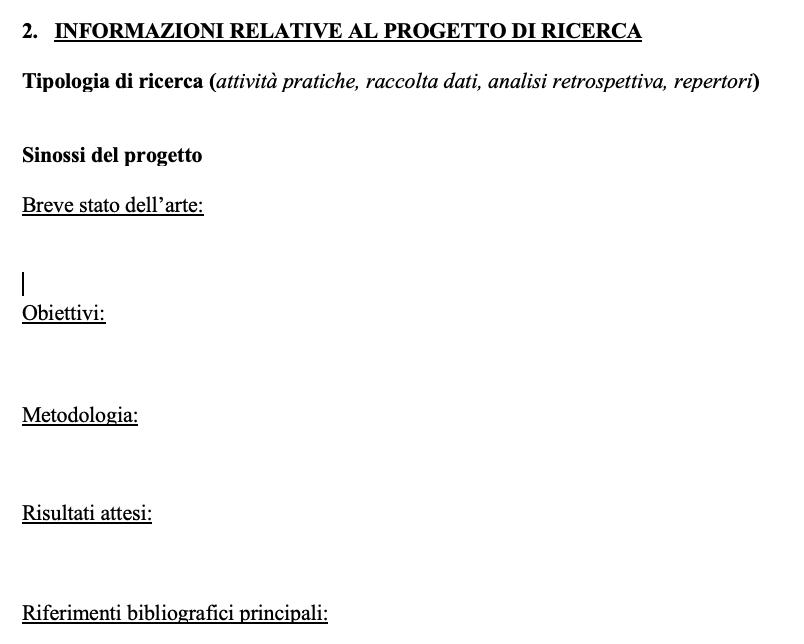 2. INFORMAZIONI RELATIVE AL PROGETTO DI RICERCA
Tipologia di ricerca (attività pratiche, raccolta dati, analisi retrospettiva, repertori)
Sinossi del progetto
Breve stato dell’arte:
Obiettivi:
Metodologia:
Risultati attesi:
Riferimenti bibliografici principali: